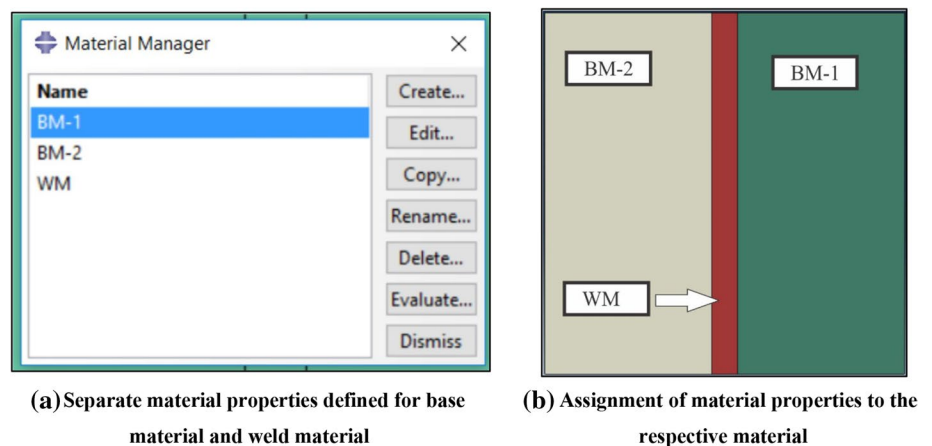 Material Manager
Name
BM-1
BM-2
WM
Create...
Edit...
Copy...
Rename...
Delete...
Evaluate...
Dismiss
(a) Separate material properties defined for base
material and weld material
BM-2
BM-1
WM
(b) Assignment of material properties to the
respective material